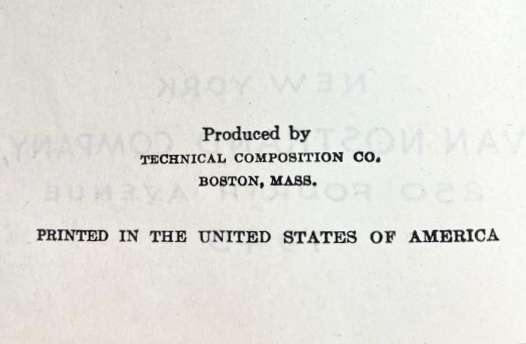 Produced by
TECHNICAL COMPOSITION CO.
BOSTON, MASS.
PRINTED IN THE UNITED STATES OF AMERICA